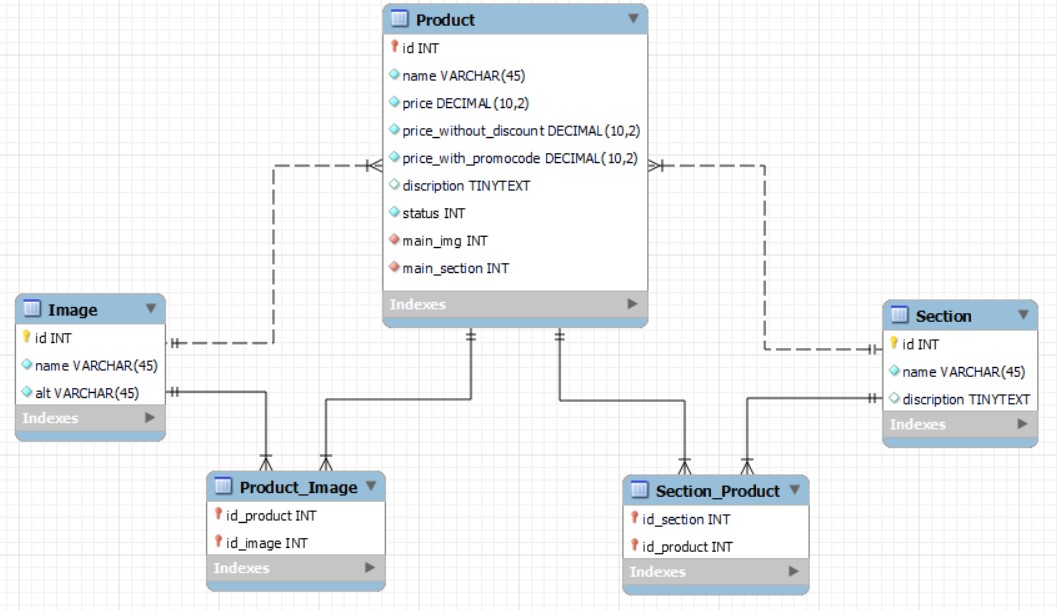 Product
id INT
name VARCHAR(45)
price DECIMAL(10,2)
price_without_discount DECIMAL(10,2)
price_with_promocode DECIMAL(10,2)
discription TINYTEXT
status INT
main_img INT
main_section INT
Indexes
Image
id INT
name VARCHAR(45)
alt VARCHAR(45)
Indexes
Section
id INT
name VARCHAR(45)
discription TINYTEXT
Indexes
Product_Image
id_product INT
id_image INT
Indexes
Section_Product
id_section INT
id_product INT
Indexes